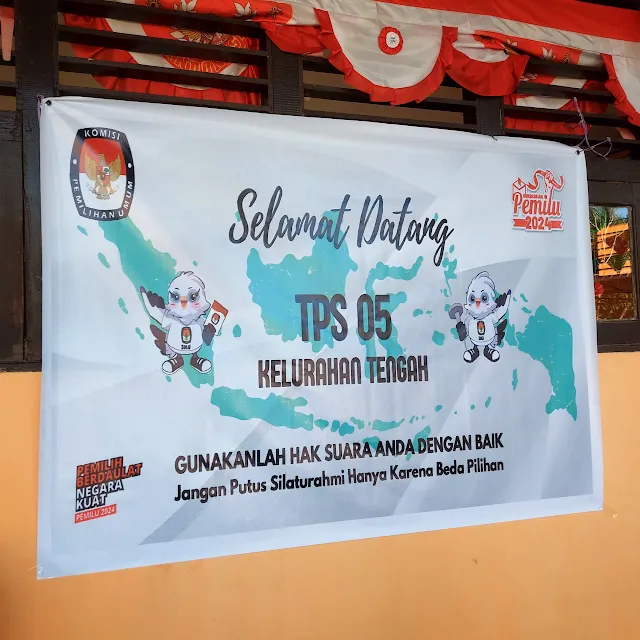 KOMISI
PEMILIHAN UMUM
Pemilu
2024
Selamat Datang
TPS 05
KELURAHAN TENGAH
SULU
GUNAKANLAH HAK SUARA ANDA DENGAN BAIK
Jangan Putus Silaturahmi Hanya Karena Beda Pilihan
PEMILIH
BERDAULAT
NEGARA
KUAT
PEMILU 2024